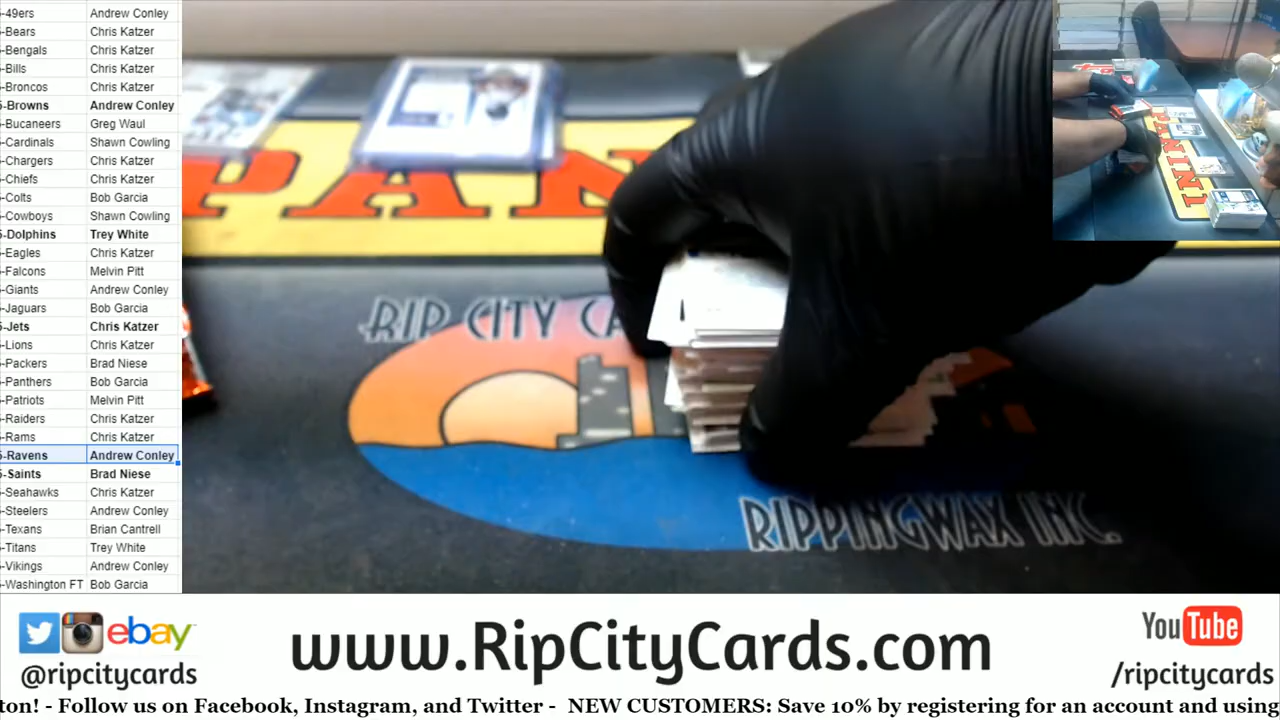 -49ers Andrew Conley
-Bears Chris Katzer
-Bengals Chris Katzer
-Bills Chris Katzer
-Broncos Chris Katzer
-Browns Andrew Conley
-Bucaneers Greg Waul
-Cardinals Shawn Cowling
-Chargers Chris Katzer
-Chiefs Chris Katzer
-Colts Bob Garcia
-Cowboys Shawn Cowling
-Dolphins Trey White
-Eagles Chris Katzer
-Falcons Melvin Pitt
-Giants Andrew Conley
-Jaguars Bob Garcia
-Jets Chris Katzer
-Lions Chris Katzer
-Packers Brad Niese
-Panthers Bob Garcia
-Patriots Melvin Pitt
-Raiders Chris Katzer
-Rams Chris Katzer
-Ravens Andrew Conley
-Saints Brad Niese
-Seahawks Chris Katzer
-Steelers Andrew Conley
-Texans Brian Cantrell
-Titans Trey White
-Vikings Andrew Conley
-Washington FT Bob Garcia
PANINI
PAN
RIP CITY CA
RIPPINGWAX INC.
ebay
@ripcitycards
www.RipCityCards.com
YouTube
/ripcitycards
ton! - Follow us on Facebook, Instagram, and Twitter - NEW CUSTOMERS: Save 10% by registering for an account and using